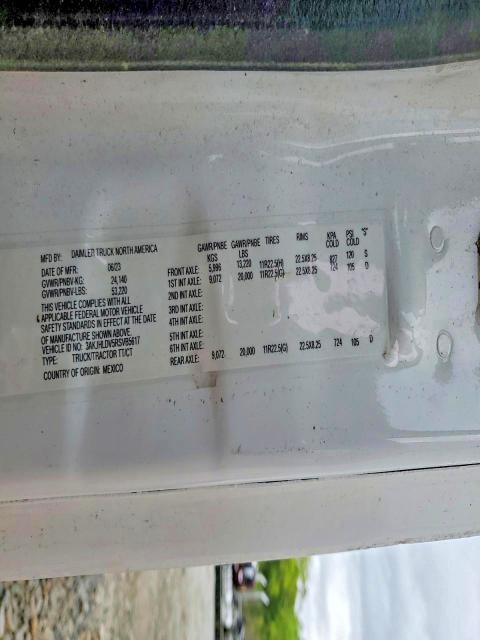 MFD BY: DAIMLER TRUCK NORTH AMERICA
DATE OF MFR: 06/23
GVWR/PNBV-KG: 24,140
GVWR/PNBV-LBS: 53,220
THIS VEHICLE COMPLIES WITH ALL
APPLICABLE FEDERAL MOTOR VEHICLE
SAFETY STANDARDS IN EFFECT AT THE DATE
OF MANUFACTURE SHOWN ABOVE.
VEHICLE ID NO: 3AKJHLDV5RSVB5617
TYPE: TRUCK/TRACTOR TT/CT
COUNTRY OF ORIGIN: MEXICO
GAWR/PNBE KGS GAWR/PNBE LBS TIRES RIMS KPA COLD PSI COLD "S"
FRONT AXLE: 5,996 13,220 11R22.5(H) 22.5X8.25 827 120 S
1ST INT AXLE: 9,072 20,000 11R22.5(G) 22.5X8.25 724 105 D
2ND INT AXLE:
3RD INT AXLE:
4TH INT AXLE:
5TH INT AXLE:
6TH INT AXLE:
REAR AXLE: 9,072 20,000 11R22.5(G) 22.5X8.25 724 105 D